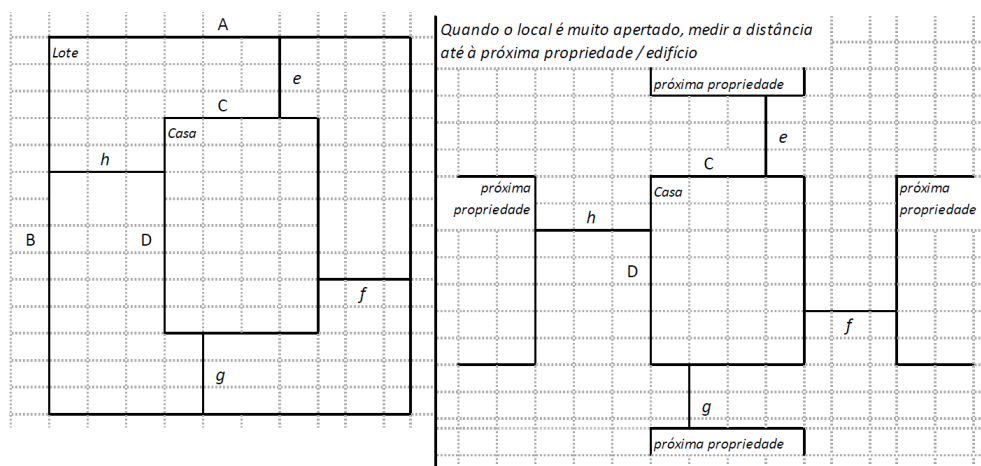 A
Lote
e
C
Casa
h
B
D
f
g
Quando o local é muito apertado, medir a distância
até à próxima propriedade / edifício
próxima propriedade
e
C
próxima
propriedade
Casa
próxima
propriedade
h
D
f
g
próxima propriedade